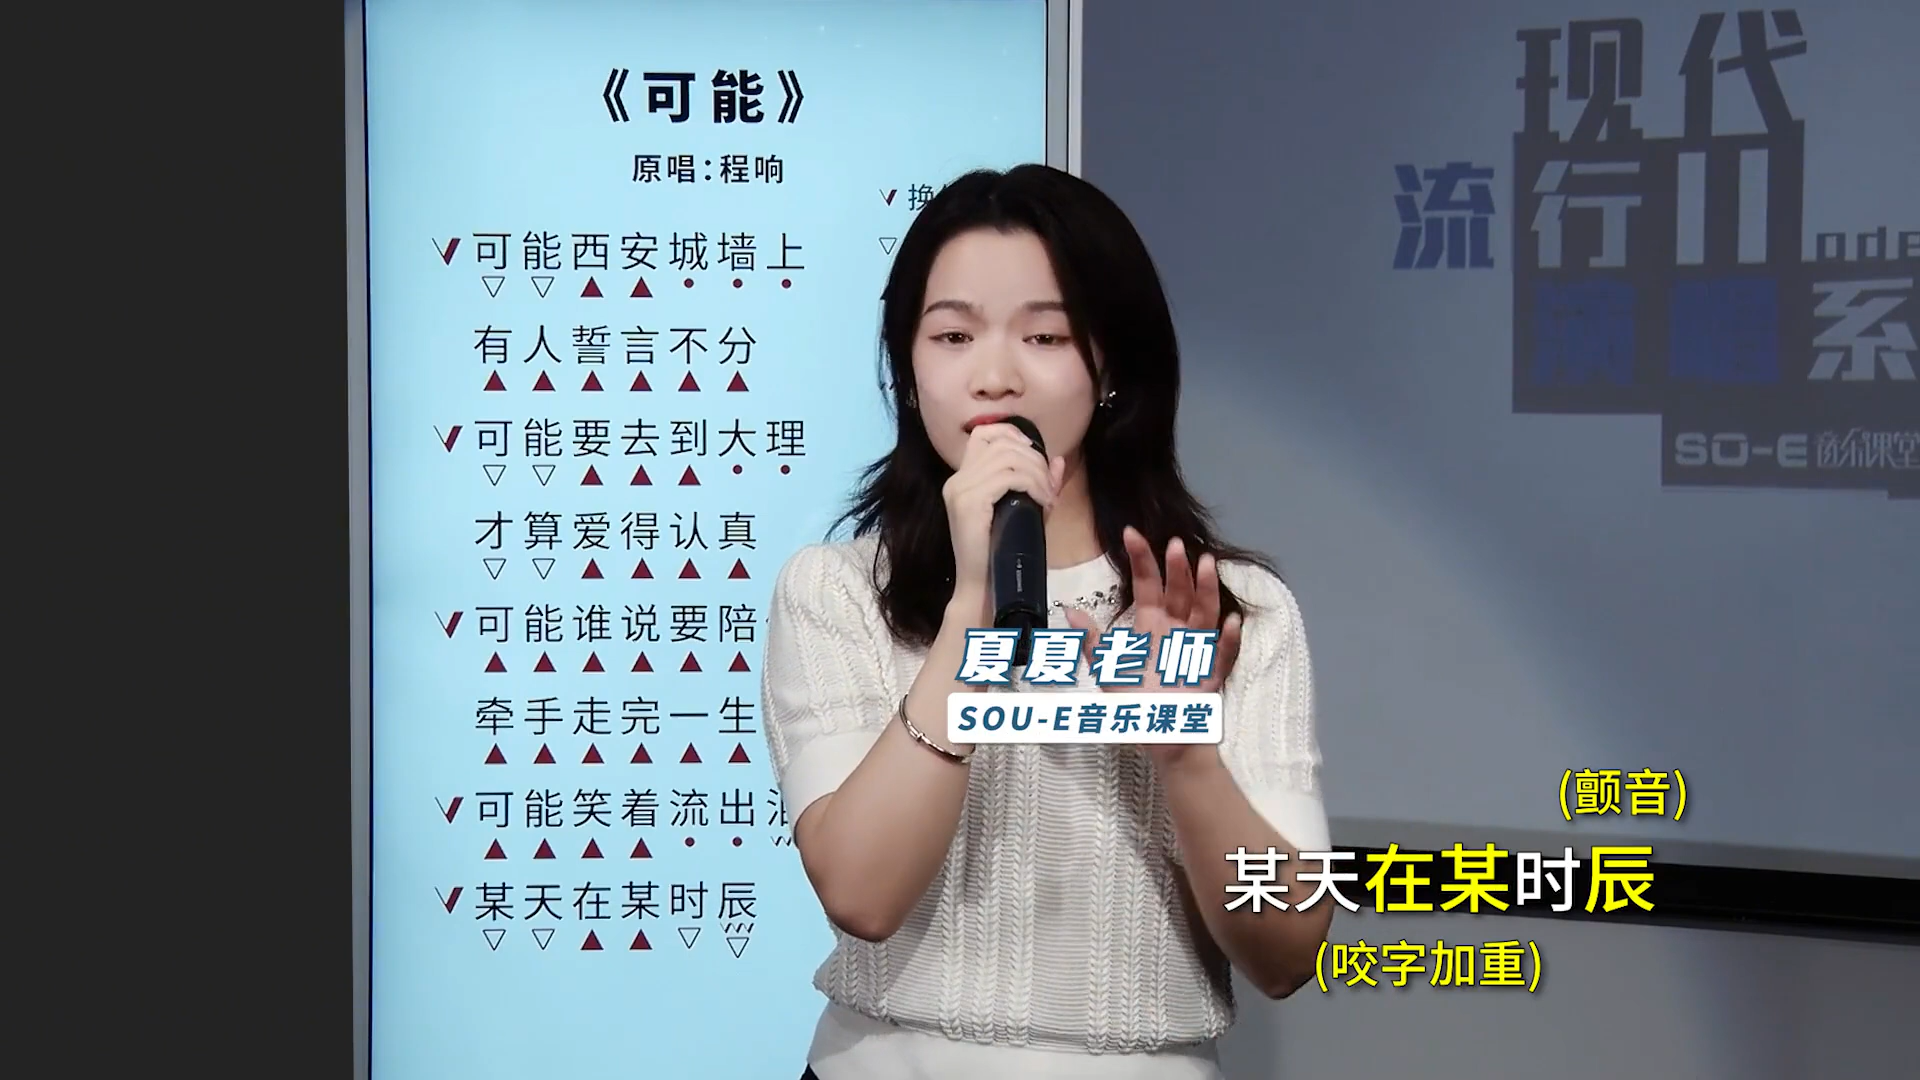 《可能》
原唱：程响
换
可能西安城墙上
有人誓言不分
可能要去到大理
才算爱得认真
可能谁说要陪
牵手走完一生
可能笑着流出
某天在某时辰
现代
流行
ode
演唱系
SO-E音乐课堂
夏夏老师
SOU-E音乐课堂
(颤音)
某天在某时辰
(咬字加重)